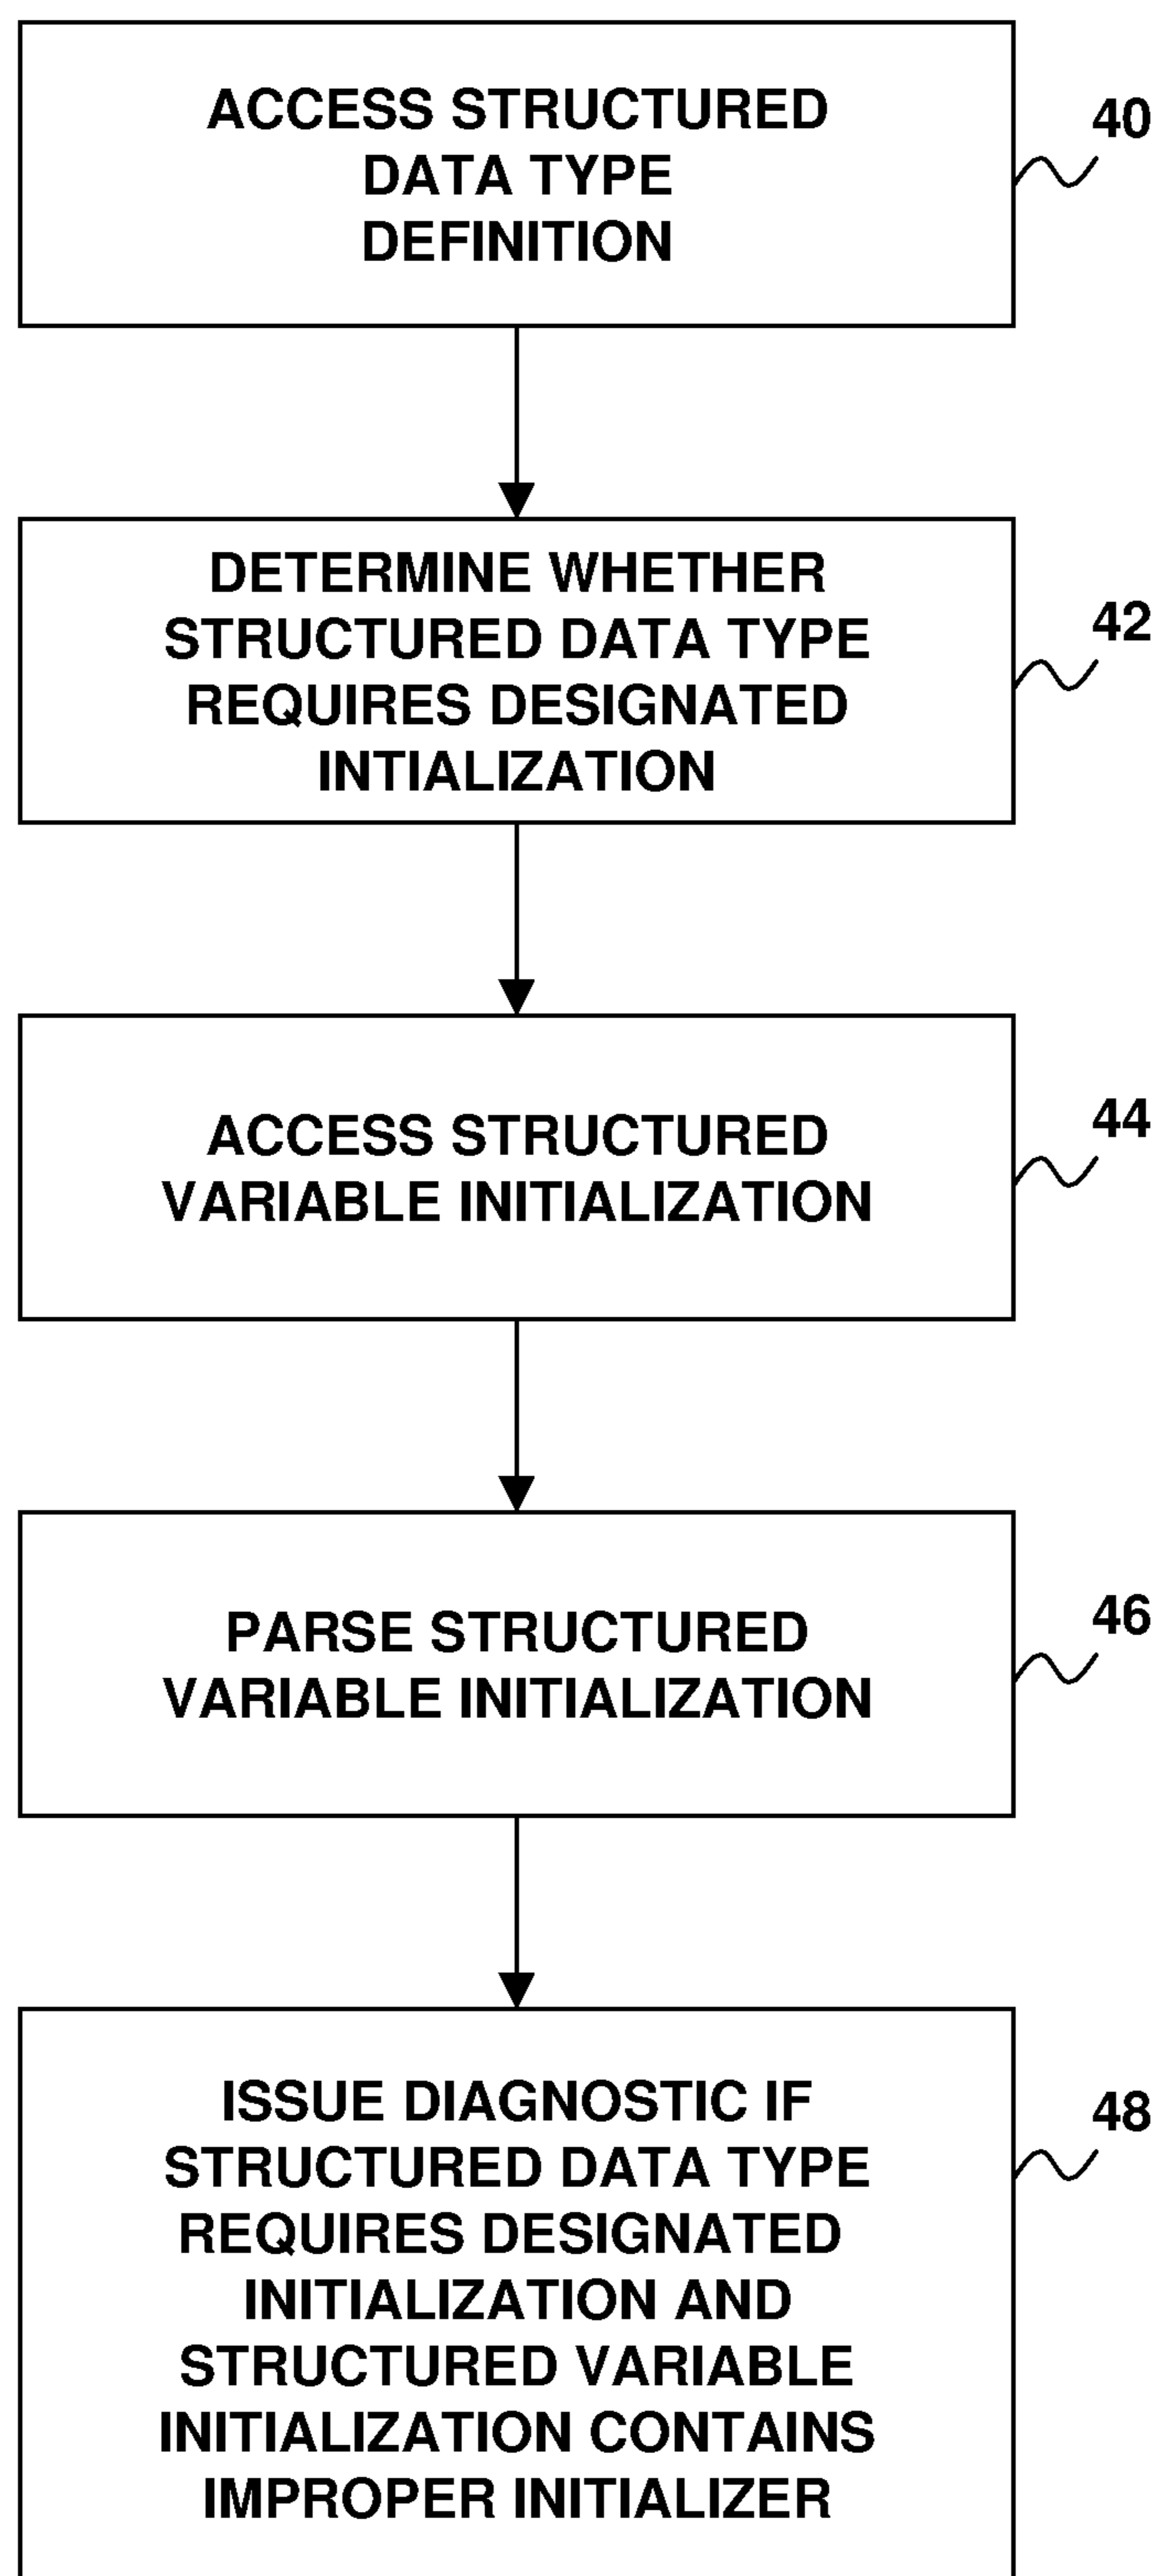 ACCESS STRUCTURED
DATA TYPE
DEFINITION
40
DETERMINE WHETHER
STRUCTURED DATA TYPE
REQUIRES DESIGNATED
INTIALIZATION
42
ACCESS STRUCTURED
VARIABLE INITIALIZATION
44
PARSE STRUCTURED
VARIABLE INITIALIZATION
46
ISSUE DIAGNOSTIC IF
STRUCTURED DATA TYPE
REQUIRES DESIGNATED
INITIALIZATION AND
STRUCTURED VARIABLE
INITIALIZATION CONTAINS
IMPROPER INITIALIZER
48